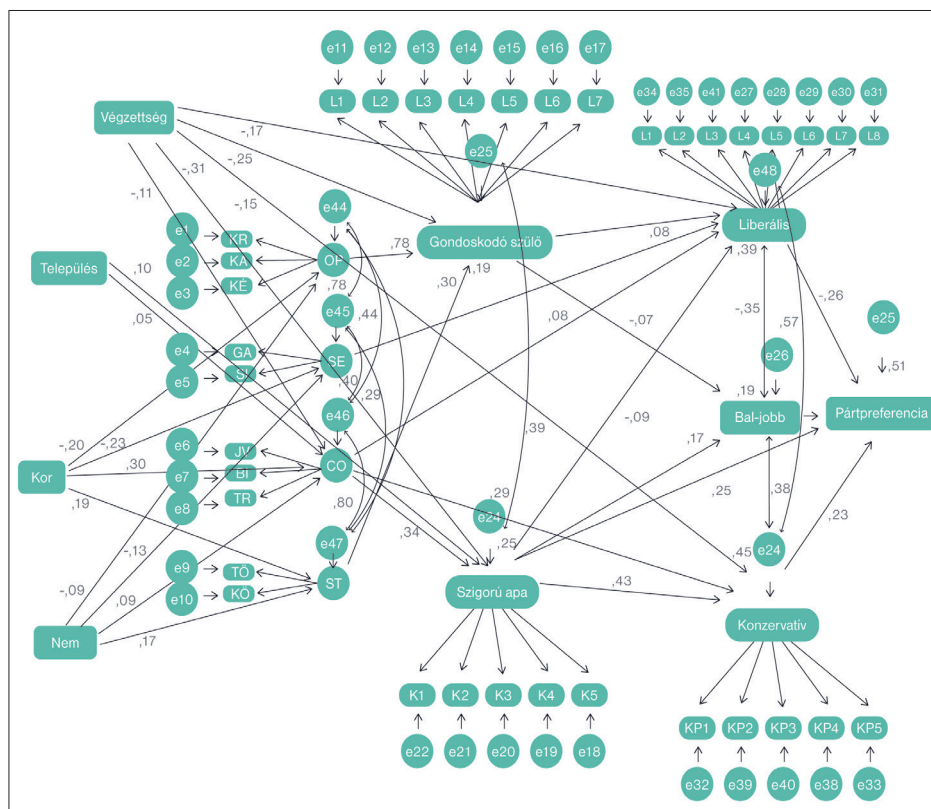 e11 e12 e13 e14 e15 e16 e17
L1 L2 L3 L4 L5 L6 L7
e34 e35 e41 e27 e28 e29 e30 e31
L1 L2 L3 L4 L5 L6 L7 L8
Végzettség
-,17
-,25
-,31
-,11
-,15
e25
e48
e44
Gondoskodó szülő
Liberális
e1
KR
e2
KA
e3
KÉ
OP
,78
,78
,08
,39
Település
,10
,05
,30
,19
-,26
e45
,44
-,35
,57
e25
,08
-,07
e4
GA
e5
SI
SE
,40
,29
e26
,51
,19
e46
Bal-jobb
Pártpreferencia
-,09
,39
,17
-,20
-,23
e6
JV
e7
BI
e8
TR
CO
Kor
,30
,19
,80
,29
,25
,38
,23
e24
,34
,25
e47
,45
e24
-,13
e9
TÖ
e10
KÖ
ST
-,09
,09
Szigorú apa
,43
Konzervatív
Nem
,17
K1 K2 K3 K4 K5
e22 e21 e20 e19 e18
KP1 KP2 KP3 KP4 KP5
e32 e39 e40 e38 e33